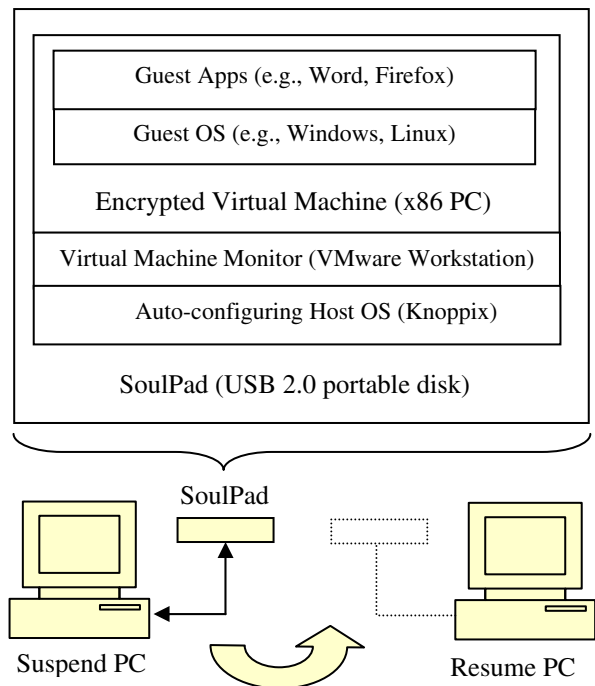 Guest Apps (e.g., Word, Firefox)
Guest OS (e.g., Windows, Linux)
Encrypted Virtual Machine (x86 PC)
Virtual Machine Monitor (VMware Workstation)
Auto-configuring Host OS (Knoppix)
SoulPad (USB 2.0 portable disk)
SoulPad
Suspend PC
Resume PC